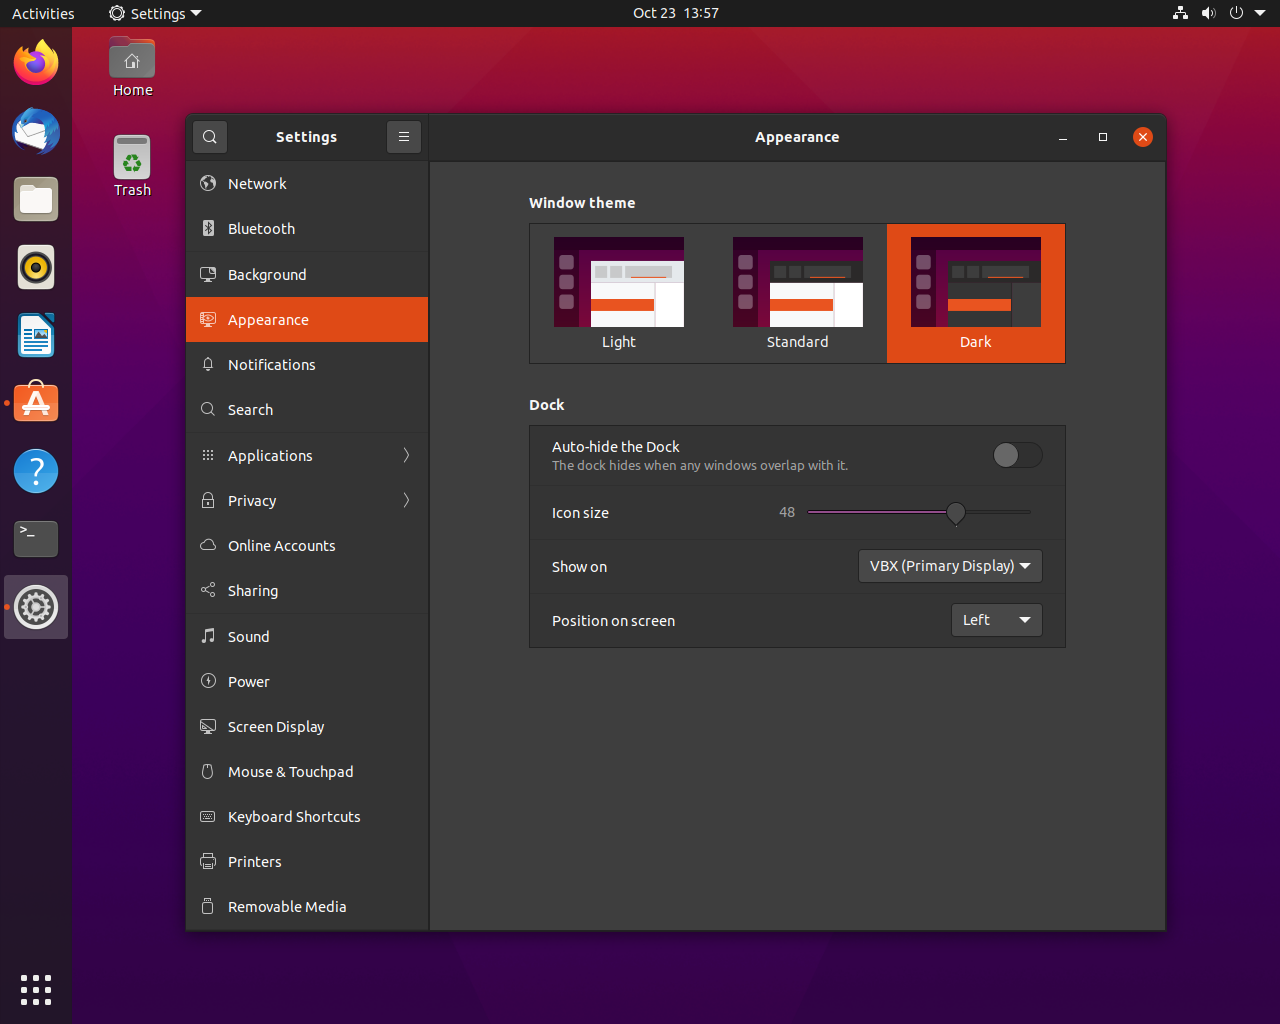 Activities
Settings
Oct 23 13:57
Home
Trash
Settings
Appearance
Network
Bluetooth
Background
Appearance
Notifications
Search
Applications
Privacy
Online Accounts
Sharing
Sound
Power
Screen Display
Mouse & Touchpad
Keyboard Shortcuts
Printers
Removable Media
Window theme
Light
Standard
Dark
Dock
Auto-hide the Dock
The dock hides when any windows overlap with it.
Icon size
48
Show on
VBX (Primary Display)
Position on screen
Left